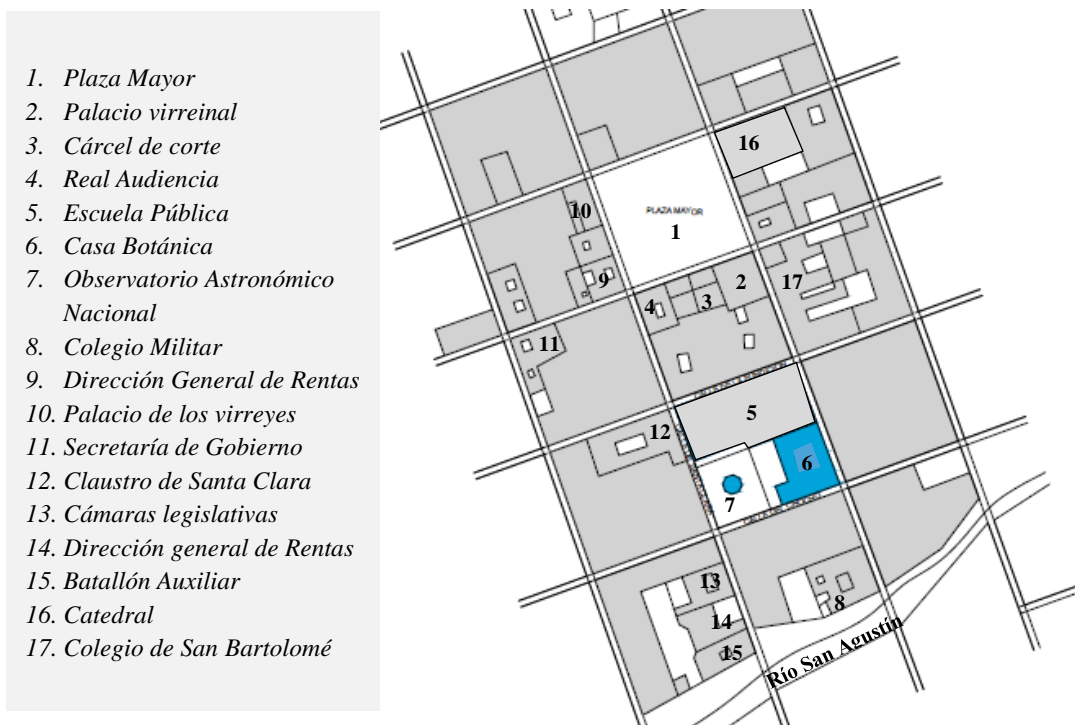 1. Plaza Mayor
2. Palacio virreinal
3. Cárcel de corte
4. Real Audiencia
5. Escuela Pública
6. Casa Botánica
7. Observatorio Astronómico
Nacional
8. Colegio Militar
9. Dirección General de Rentas
10. Palacio de los virreyes
11. Secretaría de Gobierno
12. Claustro de Santa Clara
13. Cámaras legislativas
14. Dirección general de Rentas
15. Batallón Auxiliar
16. Catedral
17. Colegio de San Bartolomé
16
10
PLAZA MAYOR
1
9
4
3
2
17
11
12
5
6
7
13
14
15
8
Río San Agustín